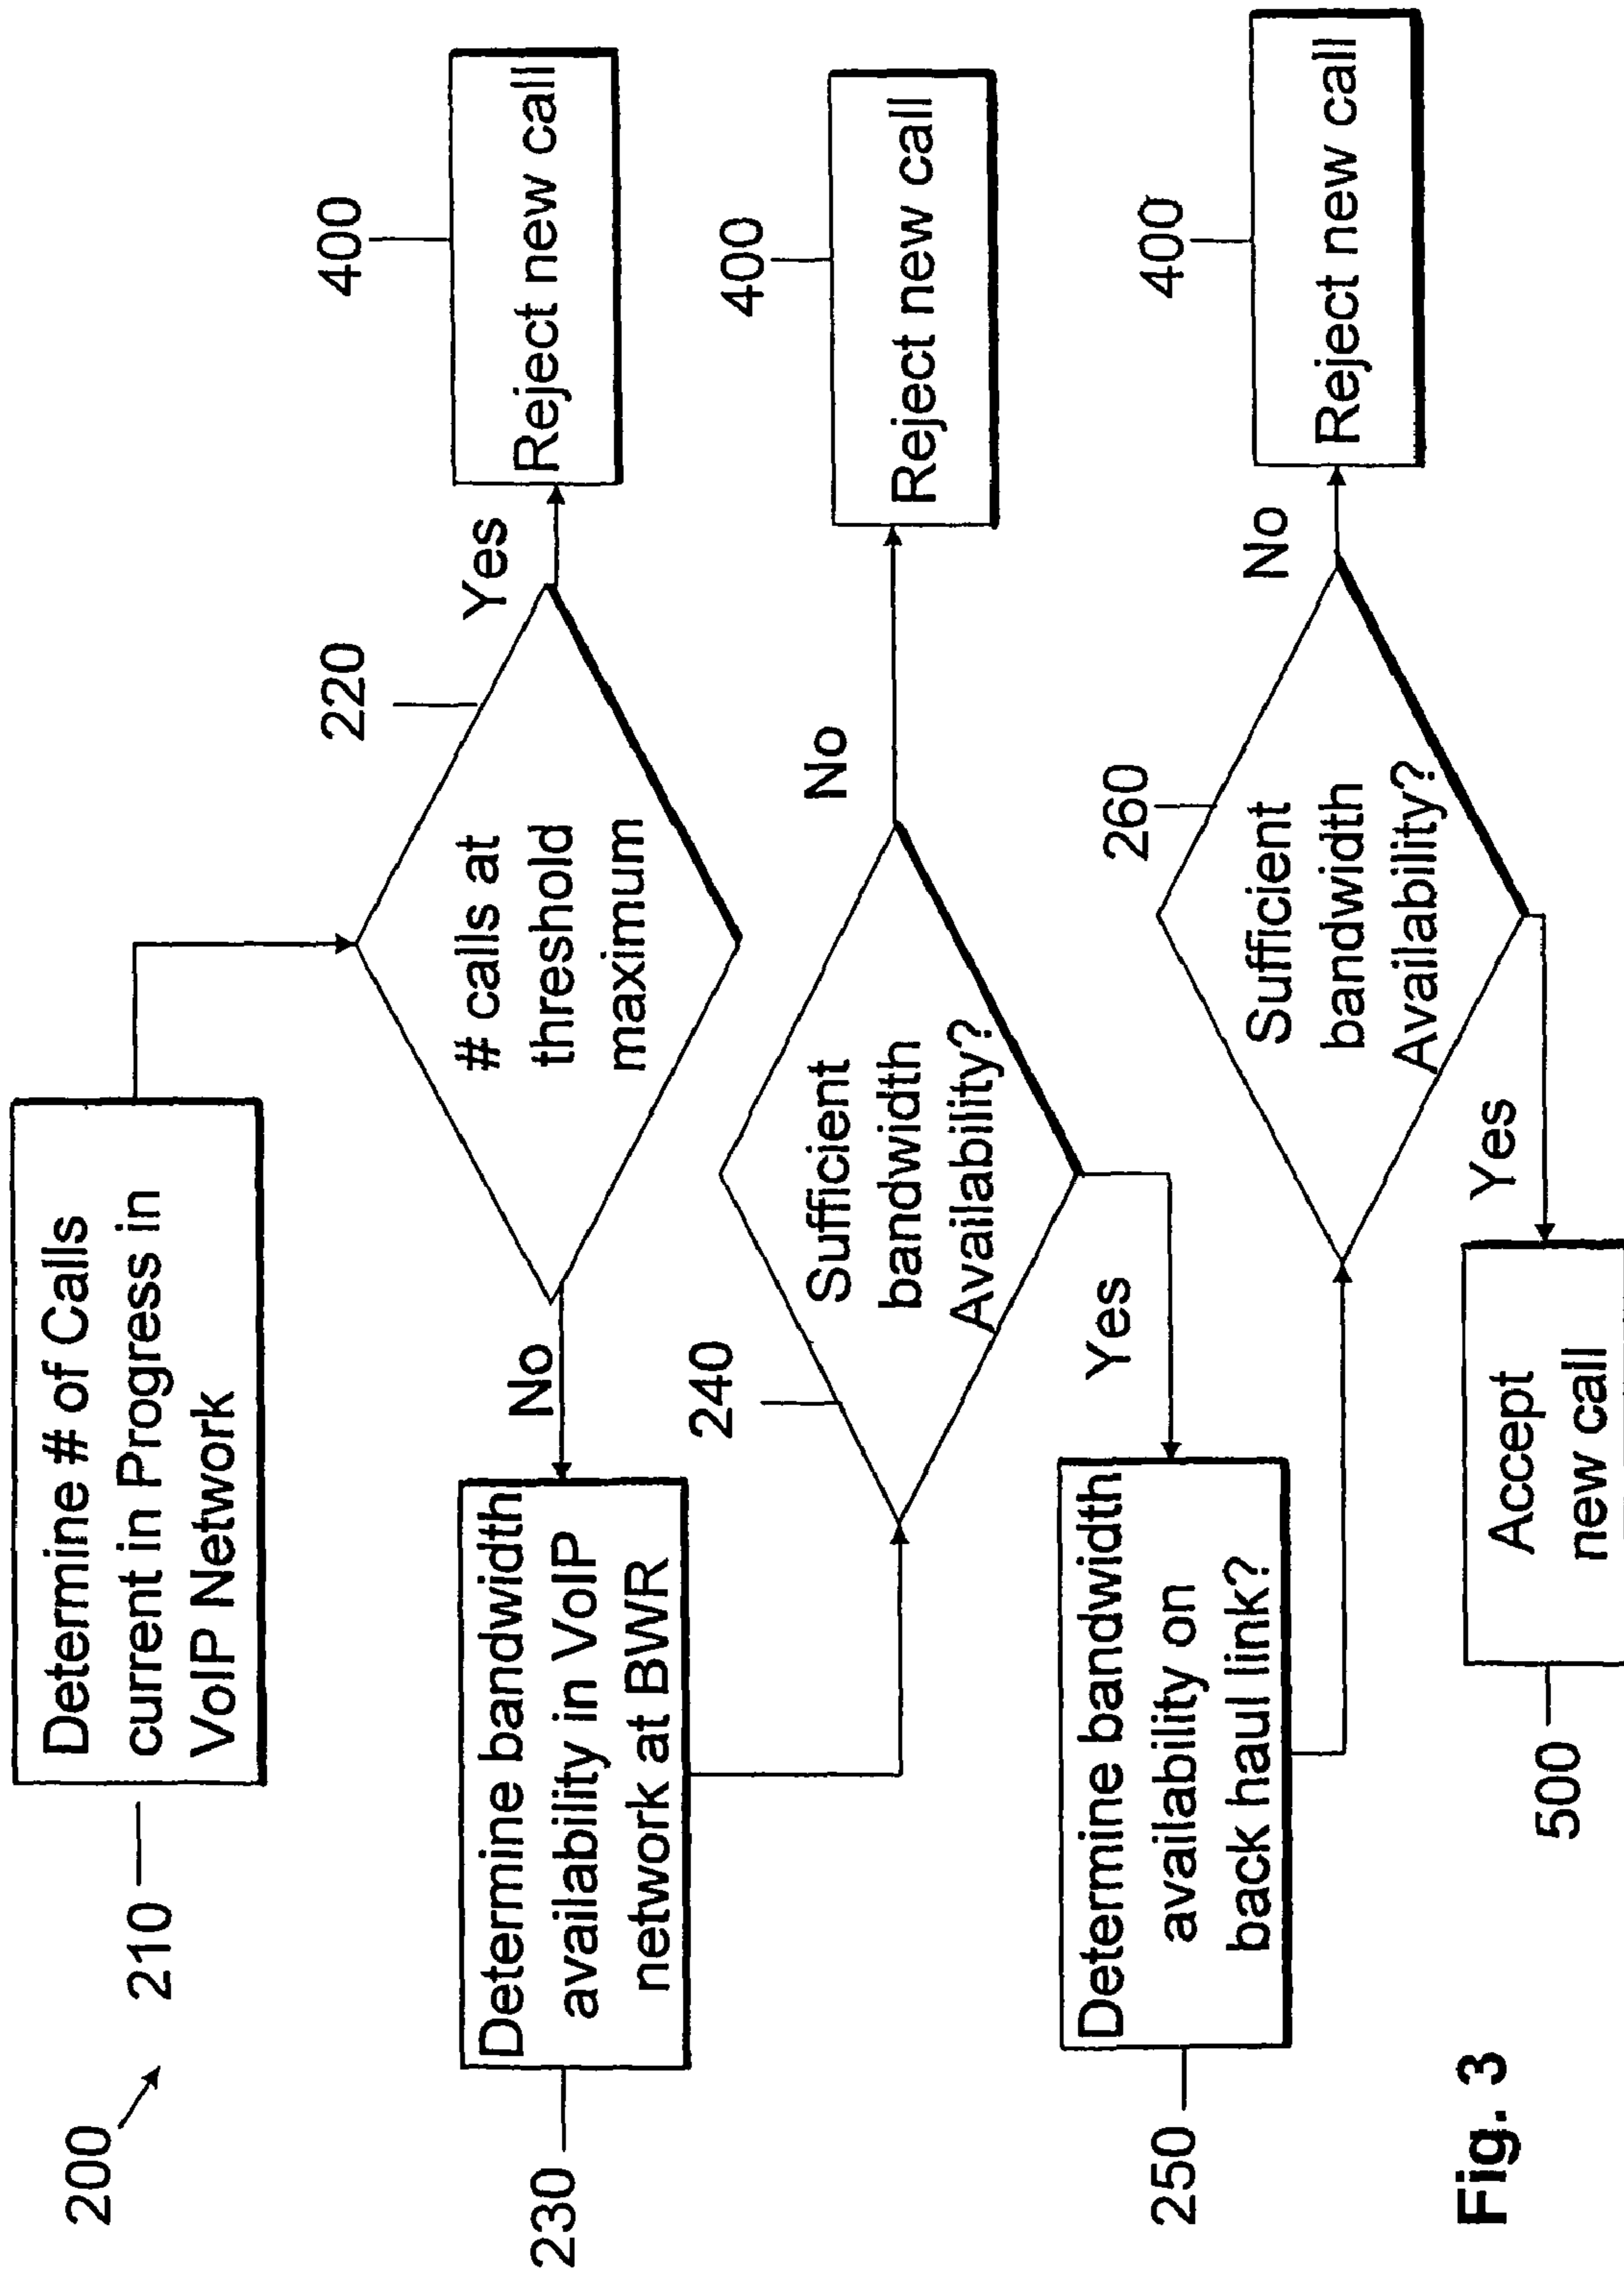 200
210
Determine # of Calls
current in Progress in
VoIP Network
220
# calls at
threshold
maximum
Yes
400
Reject new call
No
230
Determine bandwidth
availability in VoIP
network at BWR
240
Sufficient
bandwidth
Availability?
No
400
Reject new call
Yes
250
Determine bandwidth
availability on
back haul link?
260
Sufficient
bandwidth
Availability?
No
400
Reject new call
Yes
500
Accept
new call
Fig. 3